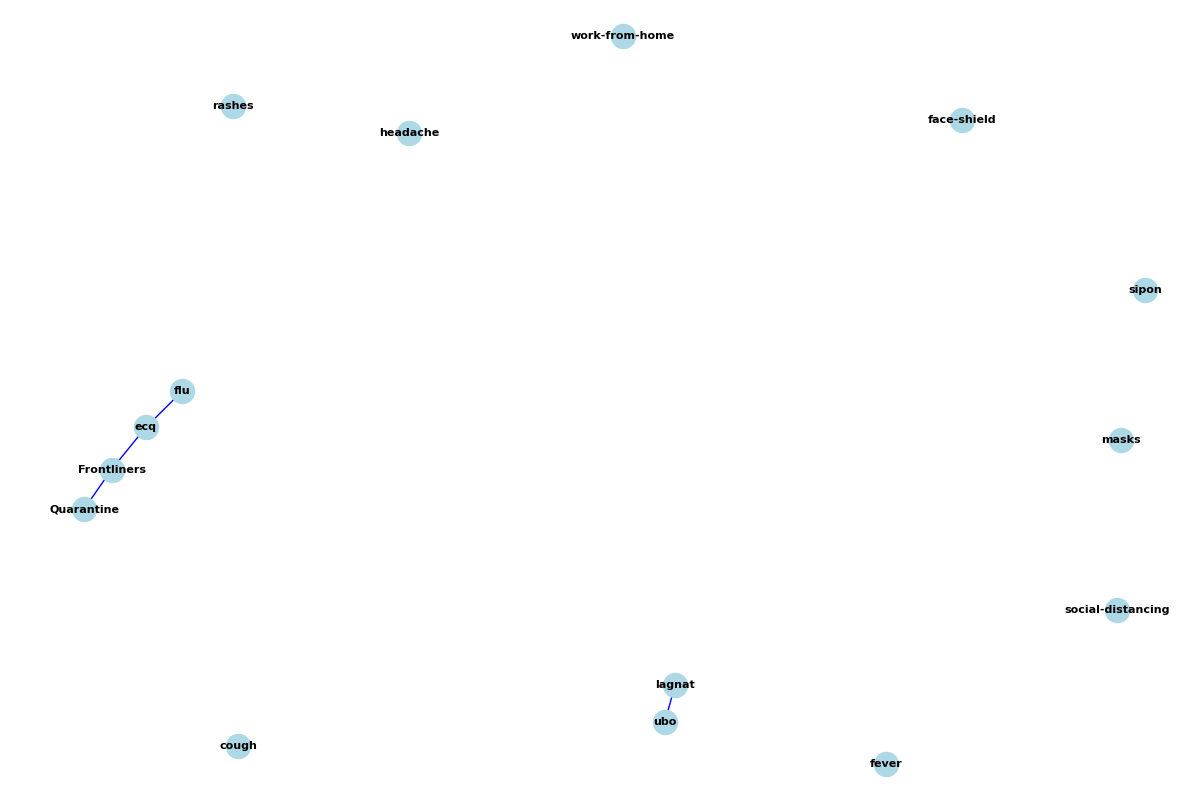 work-from-home
rashes
face-shield
headache
sipon
flu
ecq
masks
Frontliners
Quarantine
social-distancing
lagnat
ubo
cough
fever